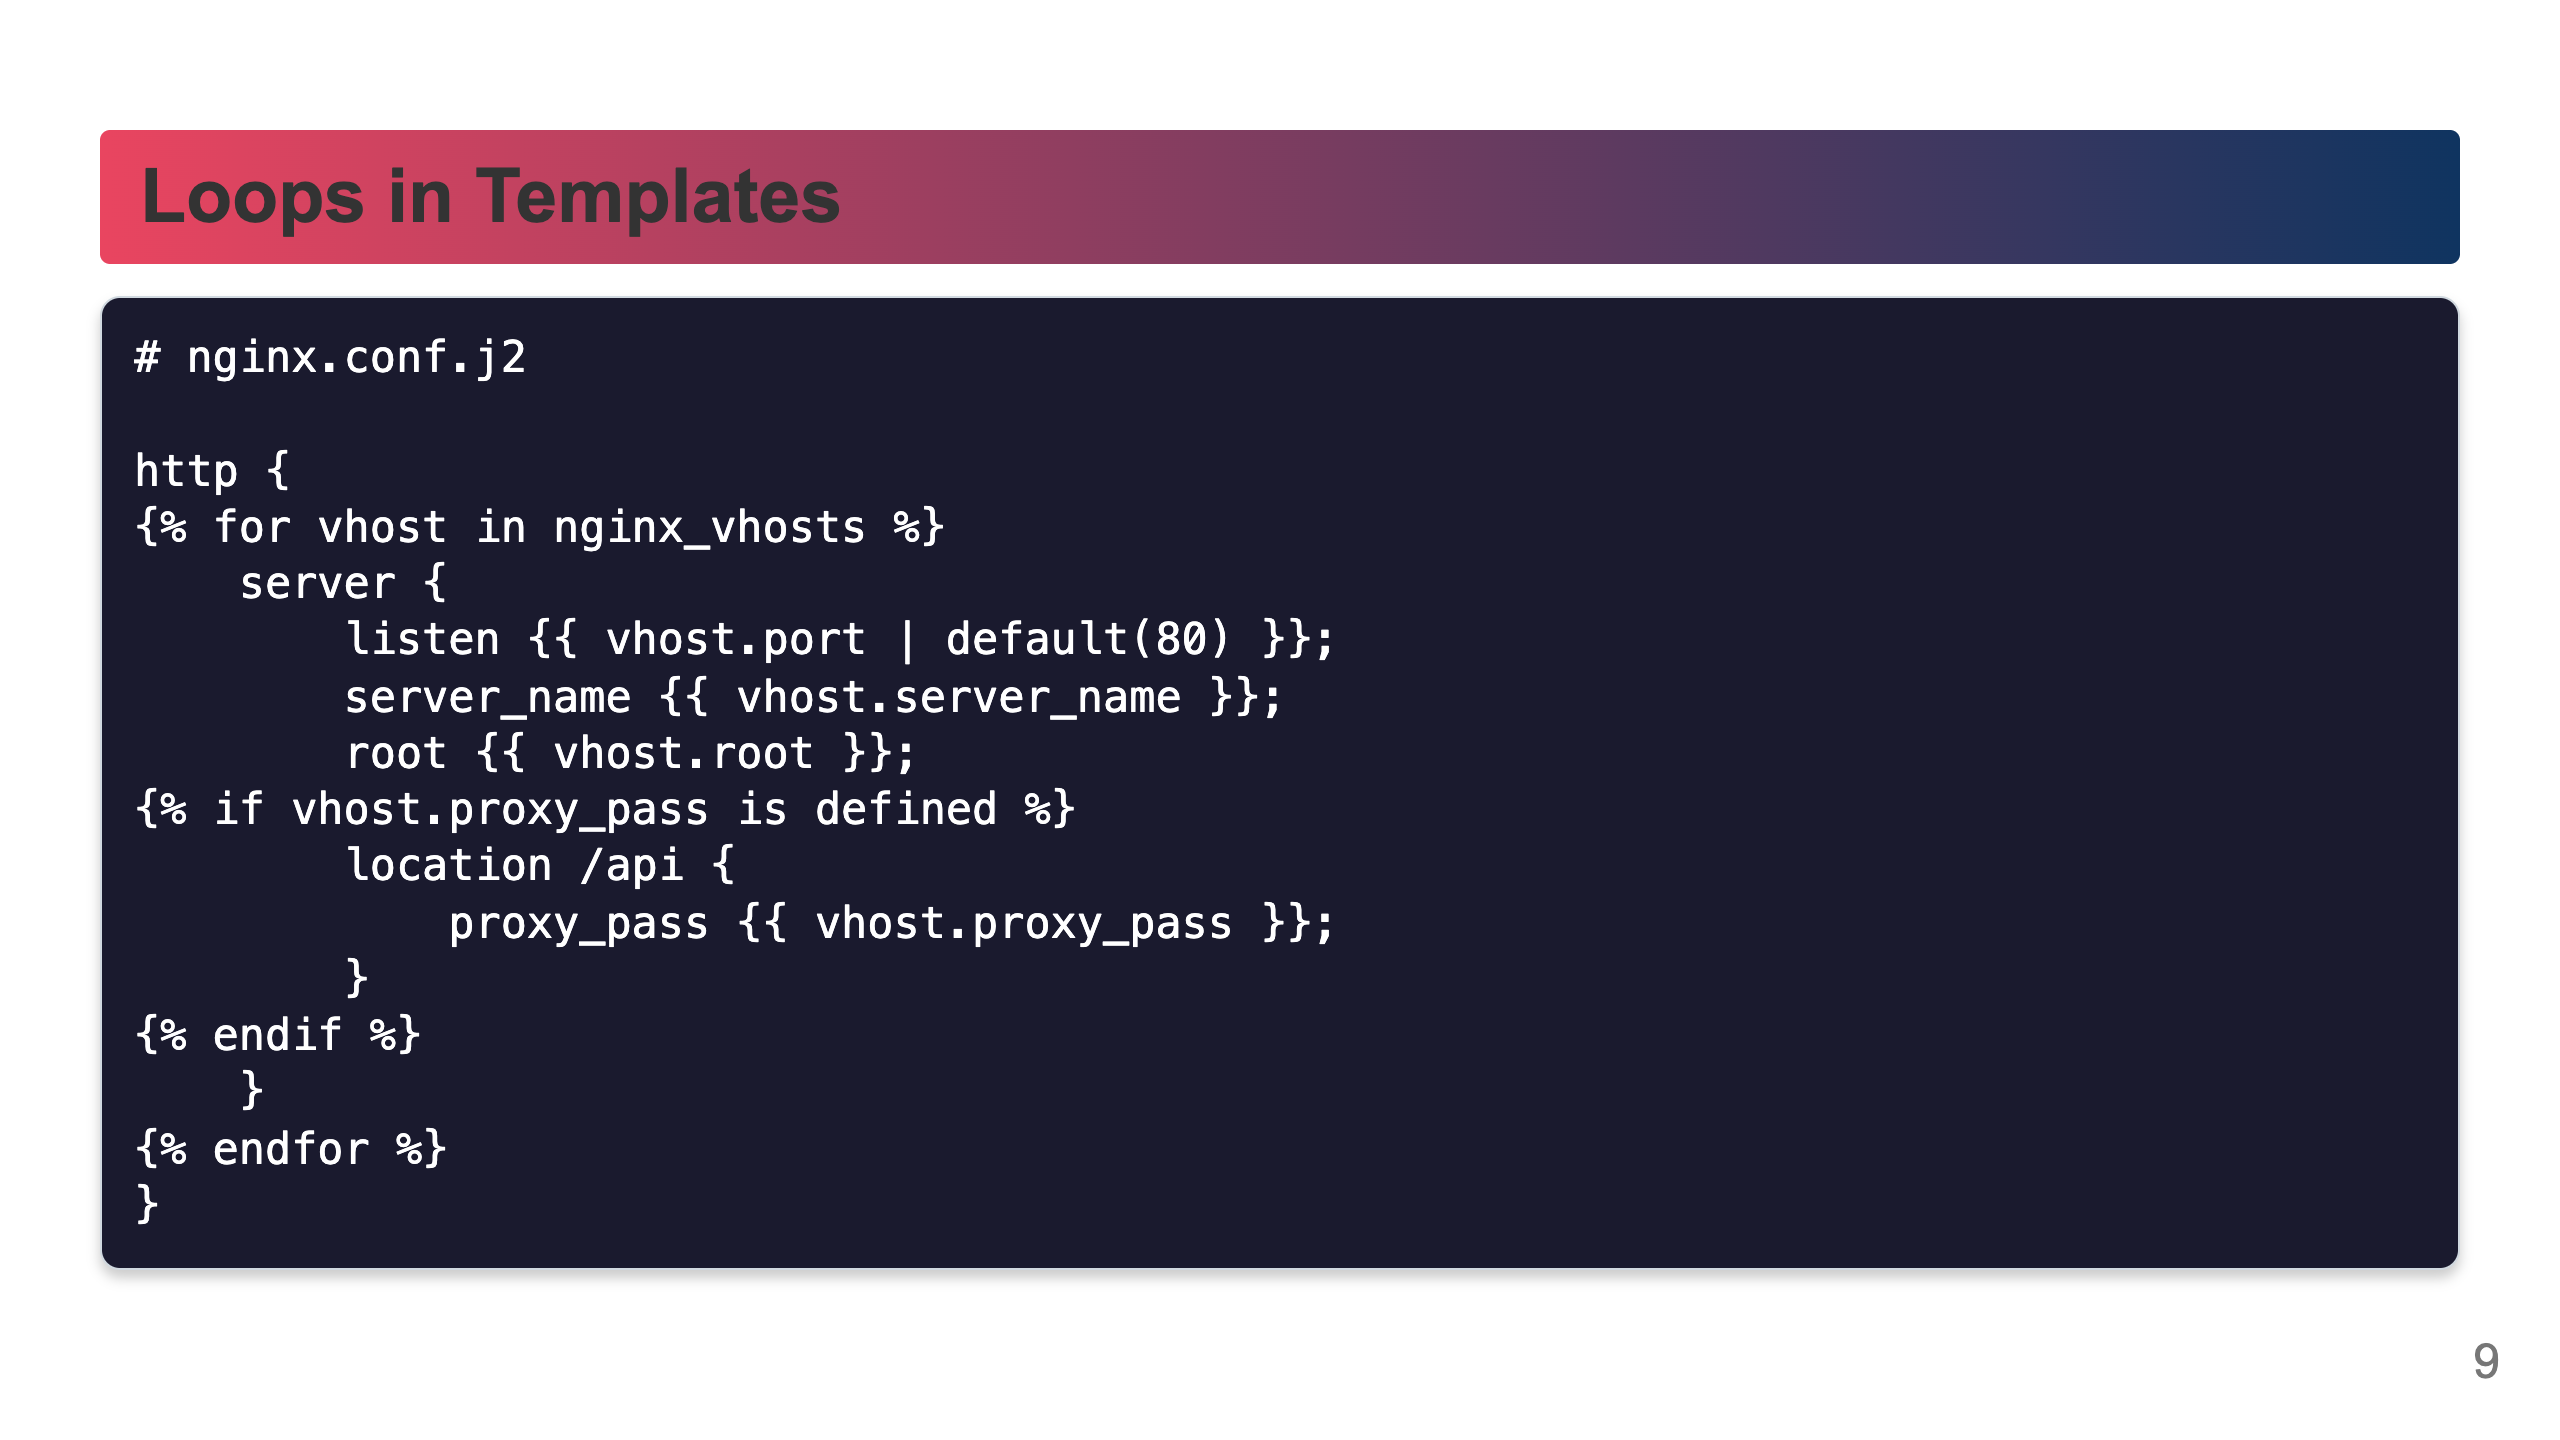 Loops in Templates
# nginx.conf.j2
http {
{% for vhost in nginx_vhosts %}
    server {
        listen {{ vhost.port | default(80) }};
        server_name {{ vhost.server_name }};
        root {{ vhost.root }};
{% if vhost.proxy_pass is defined %}
        location /api {
            proxy_pass {{ vhost.proxy_pass }};
        }
{% endif %}
    }
{% endfor %}
}
9